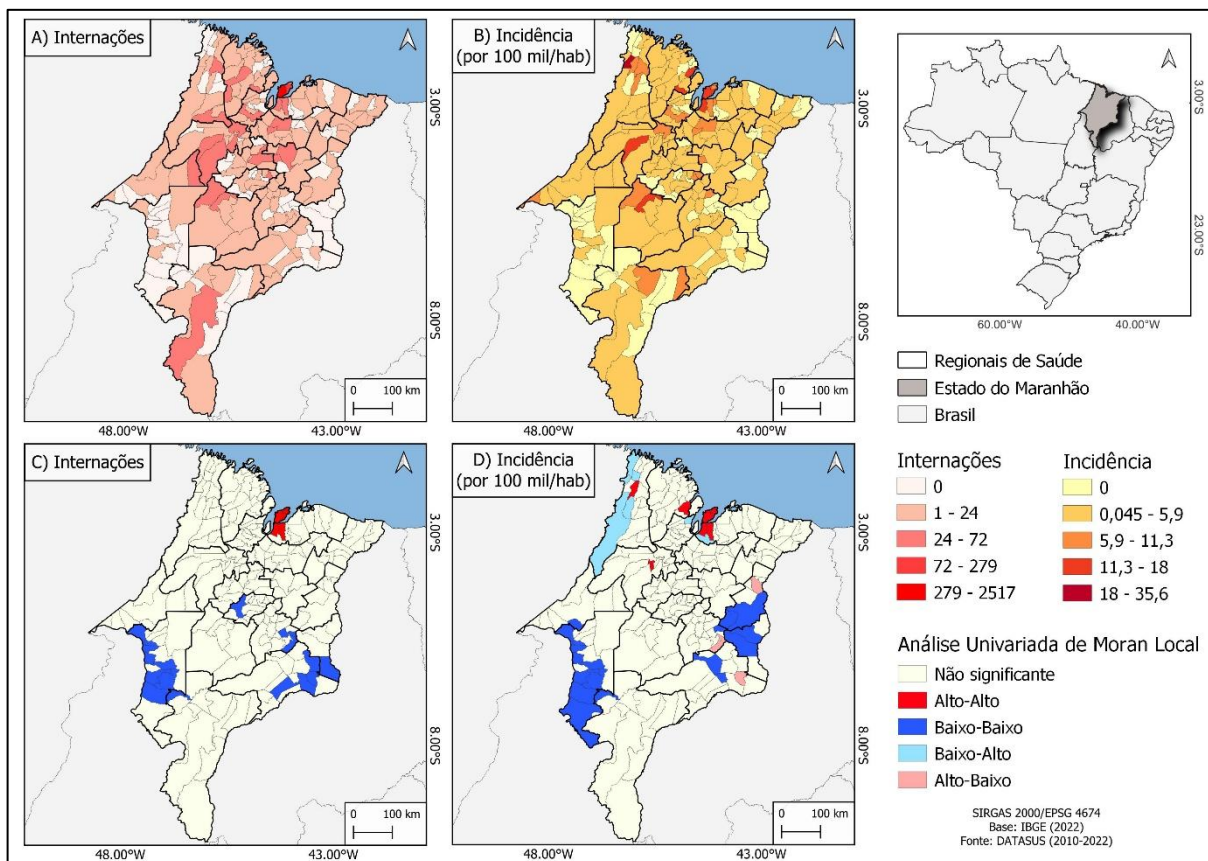 A) Internações
3.00°S
8.00°S
0 100 km
48.00°W 43.00°W
B) Incidência
(por 100 mil/hab)
3.00°S
8.00°S
0 100 km
48.00°W 43.00°W
3.00°S
23.00°S
60.00°W 40.00°W
Regionais de Saúde
Estado do Maranhão
Brasil
Internações
0
1 - 24
24 - 72
72 - 279
279 - 2517
Incidência
0
0,045 - 5,9
5,9 - 11,3
11,3 - 18
18 - 35,6
C) Internações
3.00°S
8.00°S
0 100 km
48.00°W 43.00°W
D) Incidência
(por 100 mil/hab)
3.00°S
8.00°S
0 100 km
48.00°W 43.00°W
Análise Univariada de Moran Local
Não significante
Alto-Alto
Baixo-Baixo
Baixo-Alto
Alto-Baixo
SIRGAS 2000/EPSG 4674
Base: IBGE (2022)
Fonte: DATASUS (2010-2022)